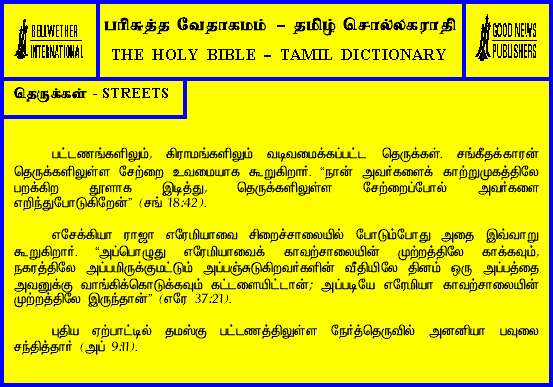 BELLWETHER
INTERNATIONAL
பரிசுத்த வேதாகமம் – தமிழ் சொல்லகராதி
THE HOLY BIBLE – TAMIL DICTIONARY
GOOD NEWS
PUBLISHERS
தெருக்கள் - STREETS
பட்டணங்களிலும், கிராமங்களிலும் வடிவமைக்கப்பட்ட தெருக்கள். சங்கீதக்காரன்
தெருக்களிலுள்ள சேற்றை உவமையாக கூறுகிறார். “நான் அவர்களைக் காற்றுமுகத்திலே
பறக்கிற தூளாக இடித்து, தெருக்களிலுள்ள சேற்றைப்போல் அவர்களை
எறிந்துபோடுகிறேன்” (சங் 18:42).
எசேக்கியா ராஜா எரேமியாவை சிறைச்சாலையில் போடும்போது அதை இவ்வாறு
கூறுகிறார். “அப்பொழுது எரேமியாவைக் காவற்சாலையின் முற்றத்திலே காக்கவும்,
நகரத்திலே அப்பமிருக்குமட்டும் அப்பஞ்சுடுகிறவர்களின் வீதியிலே தினம் ஒரு அப்பத்தை
அவனுக்கு வாங்கிக்கொடுக்கவும் கட்டளையிட்டான்; அப்படியே எரேமியா காவற்சாலையின்
முற்றத்திலே இருந்தான்” (எரே 37:21).
புதிய ஏற்பாட்டில் தமஸ்கு பட்டணத்திலுள்ள நேர்த்தெருவில் அனனியா பவுலை
சந்தித்தார் (அப் 9:11).